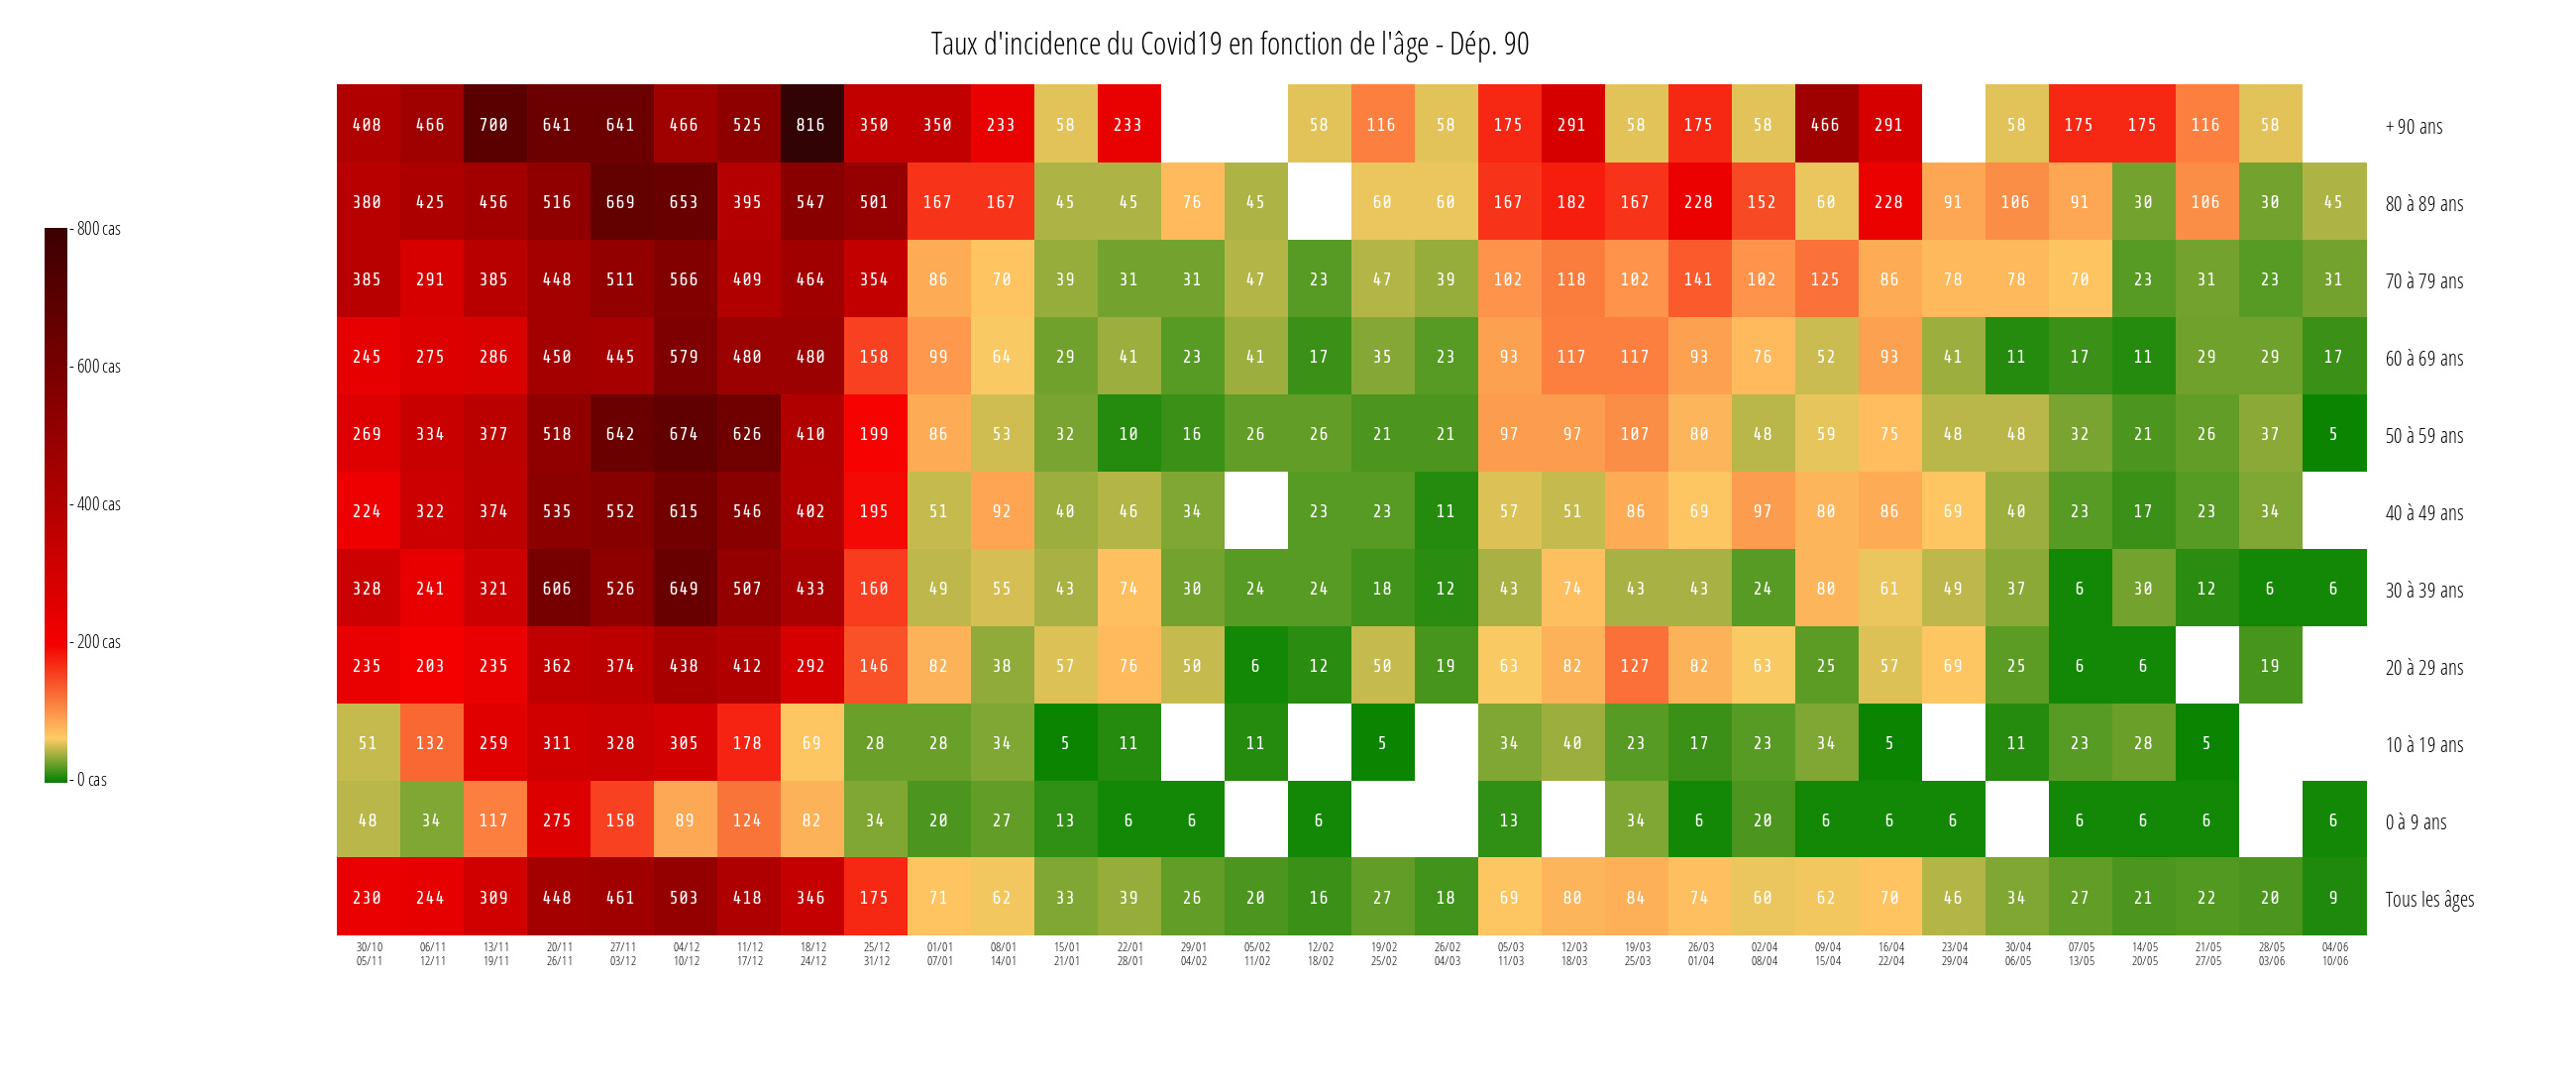 Taux d'incidence du Covid19 en fonction de l'âge - Dép. 90
408 466 700 641 641 466 525 816 350 350 233 58 233 58 116 58 175 291 58 175 58 466 291 58 175 175 116 58 + 90 ans
380 425 456 516 669 653 395 547 501 167 167 45 45 76 45 60 60 167 182 167 228 152 60 228 91 106 91 30 106 30 45 80 à 89 ans
- 800 cas
385 291 385 448 511 566 409 464 354 86 70 39 31 31 47 23 47 39 102 118 102 141 102 125 86 78 78 70 23 31 23 31 70 à 79 ans
245 275 286 450 445 579 480 480 158 99 64 29 41 23 41 17 35 23 93 117 117 93 76 52 93 41 11 17 11 29 29 17 60 à 69 ans
- 600 cas
269 334 377 518 642 674 626 410 199 86 53 32 10 16 26 26 21 21 97 97 107 80 48 59 75 48 48 32 21 26 37 5 50 à 59 ans
- 400 cas
224 322 374 535 552 615 546 402 195 51 92 40 46 34 23 23 11 57 51 86 69 97 80 86 69 40 23 17 23 34 40 à 49 ans
328 241 321 606 526 649 507 433 160 49 55 43 74 30 24 24 18 12 43 74 43 43 24 80 61 49 37 6 30 12 6 6 30 à 39 ans
- 200 cas
235 203 235 362 374 438 412 292 146 82 38 57 76 50 6 12 50 19 63 82 127 82 63 25 57 69 25 6 6 19 20 à 29 ans
51 132 259 311 328 305 178 69 28 28 34 5 11 11 5 34 40 23 17 23 34 5 11 23 28 5 10 à 19 ans
- 0 cas
48 34 117 275 158 89 124 82 34 20 27 13 6 6 6 13 34 6 20 6 6 6 6 6 6 6 0 à 9 ans
230 244 309 448 461 503 418 346 175 71 62 33 39 26 20 16 27 18 69 80 84 74 60 62 70 46 34 27 21 22 20 9 Tous les âges
30/10 06/11 13/11 20/11 27/11 04/12 11/12 18/12 25/12 01/01 08/01 15/01 22/01 29/01 05/02 12/02 19/02 26/02 05/03 12/03 19/03 26/03 02/04 09/04 16/04 23/04 30/04 07/05 14/05 21/05 28/05 04/06
05/11 12/11 19/11 26/11 03/12 10/12 17/12 24/12 31/12 07/01 14/01 21/01 28/01 04/02 11/02 18/02 25/02 04/03 11/03 18/03 25/03 01/04 08/04 15/04 22/04 29/04 06/05 13/05 20/05 27/05 03/06 10/06